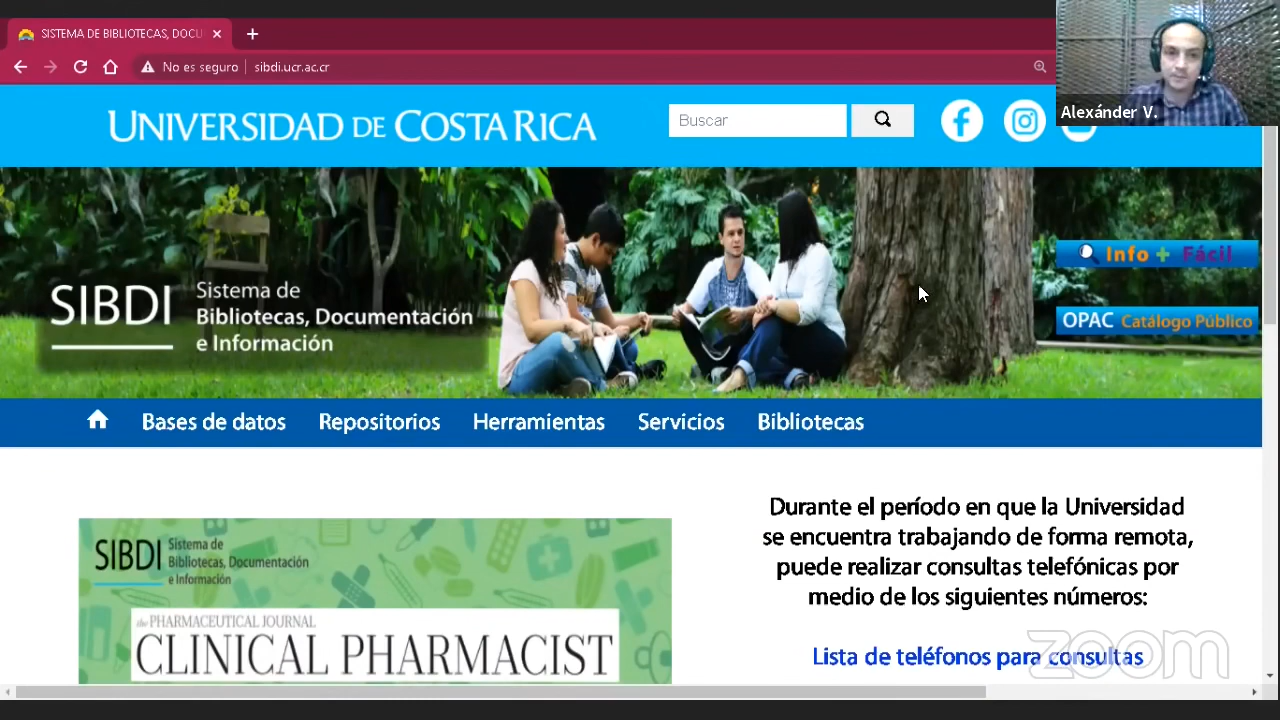 SISTEMA DE BIBLIOTECAS, DOCU
No es seguro
sibdi.ucr.ac.cr
Alexánder V.
UNIVERSIDAD DE COSTA RICA
Buscar
Info + Fácil
SIBDI
Sistema de
Bibliotecas, Documentación
e Información
OPAC Catálogo Público
Bases de datos
Repositorios
Herramientas
Servicios
Bibliotecas
SIBDI
Sistema de
Bibliotecas, Documentación
e Información
the PHARMACEUTICAL JOURNAL
CLINICAL PHARMACIST
Durante el período en que la Universidad
se encuentra trabajando de forma remota,
puede realizar consultas telefónicas por
medio de los siguientes números:
Lista de teléfonos para consultas
zoom